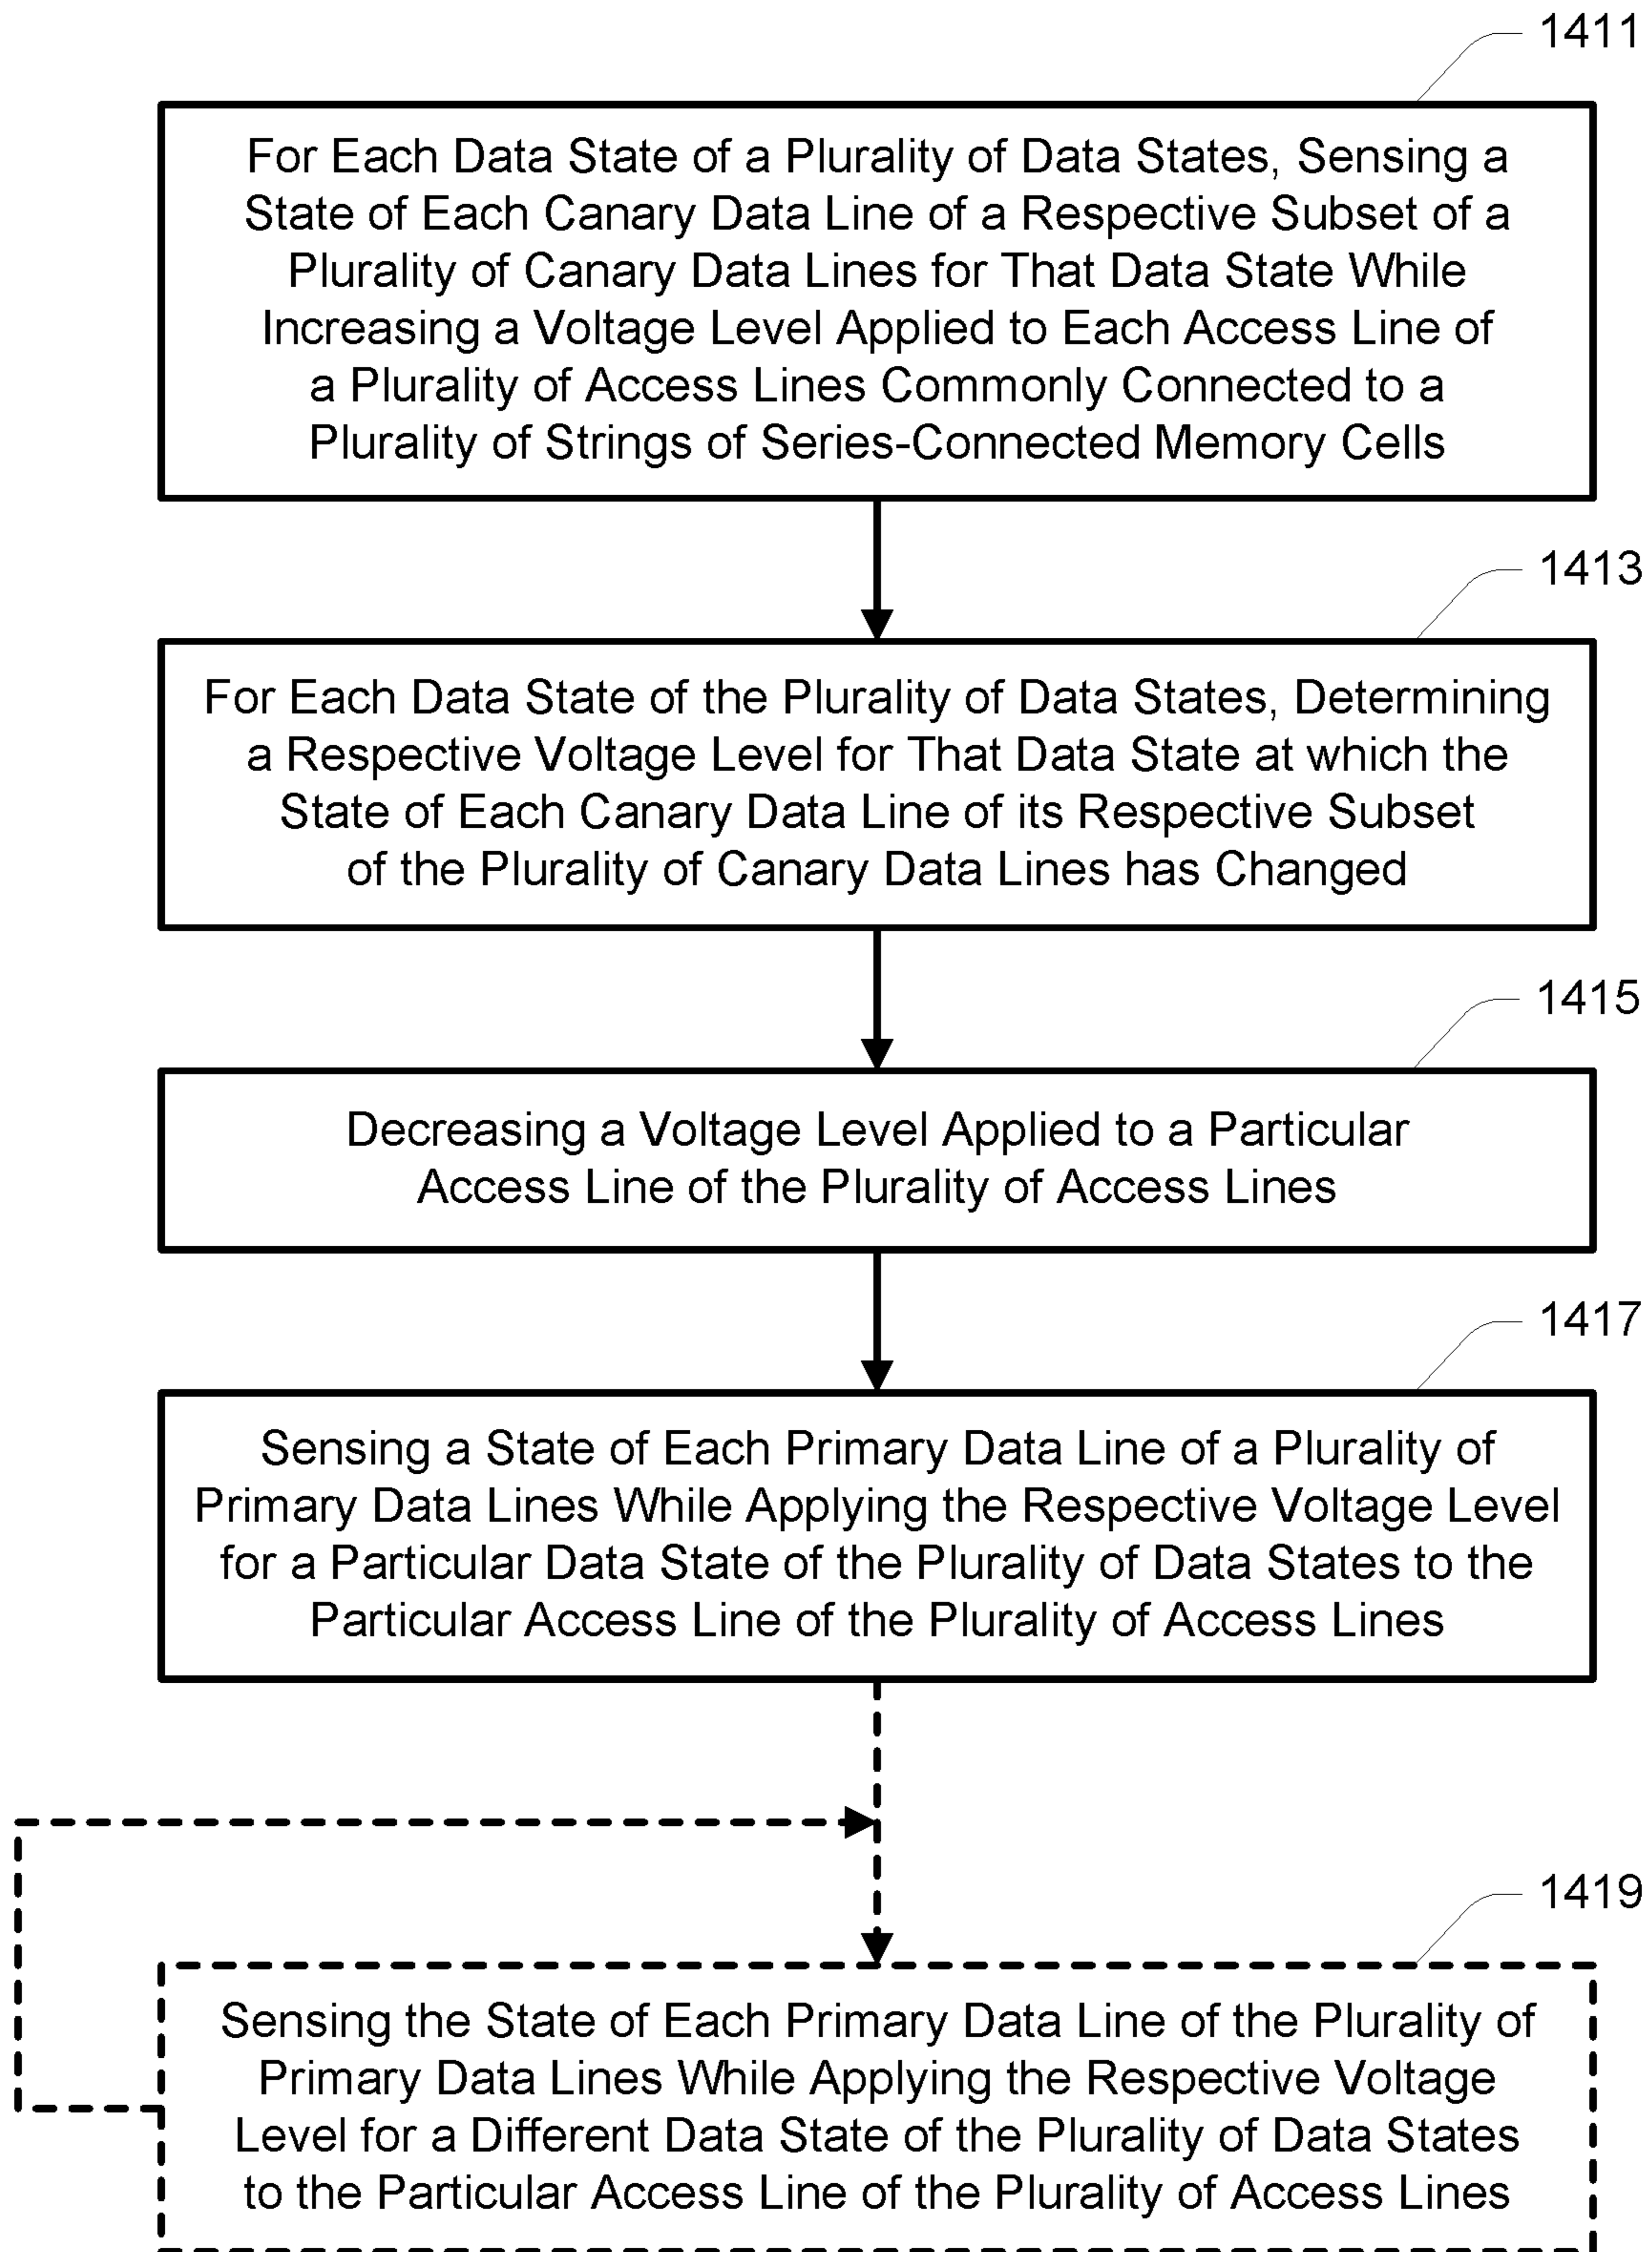 1411
For Each Data State of a Plurality of Data States, Sensing a
State of Each Canary Data Line of a Respective Subset of a
Plurality of Canary Data Lines for That Data State While
Increasing a Voltage Level Applied to Each Access Line of
a Plurality of Access Lines Commonly Connected to a
Plurality of Strings of Series-Connected Memory Cells
1413
For Each Data State of the Plurality of Data States, Determining
a Respective Voltage Level for That Data State at which the
State of Each Canary Data Line of its Respective Subset
of the Plurality of Canary Data Lines has Changed
1415
Decreasing a Voltage Level Applied to a Particular
Access Line of the Plurality of Access Lines
1417
Sensing a State of Each Primary Data Line of a Plurality of
Primary Data Lines While Applying the Respective Voltage Level
for a Particular Data State of the Plurality of Data States to the
Particular Access Line of the Plurality of Access Lines
1419
Sensing the State of Each Primary Data Line of the Plurality of
Primary Data Lines While Applying the Respective Voltage
Level for a Different Data State of the Plurality of Data States
to the Particular Access Line of the Plurality of Access Lines